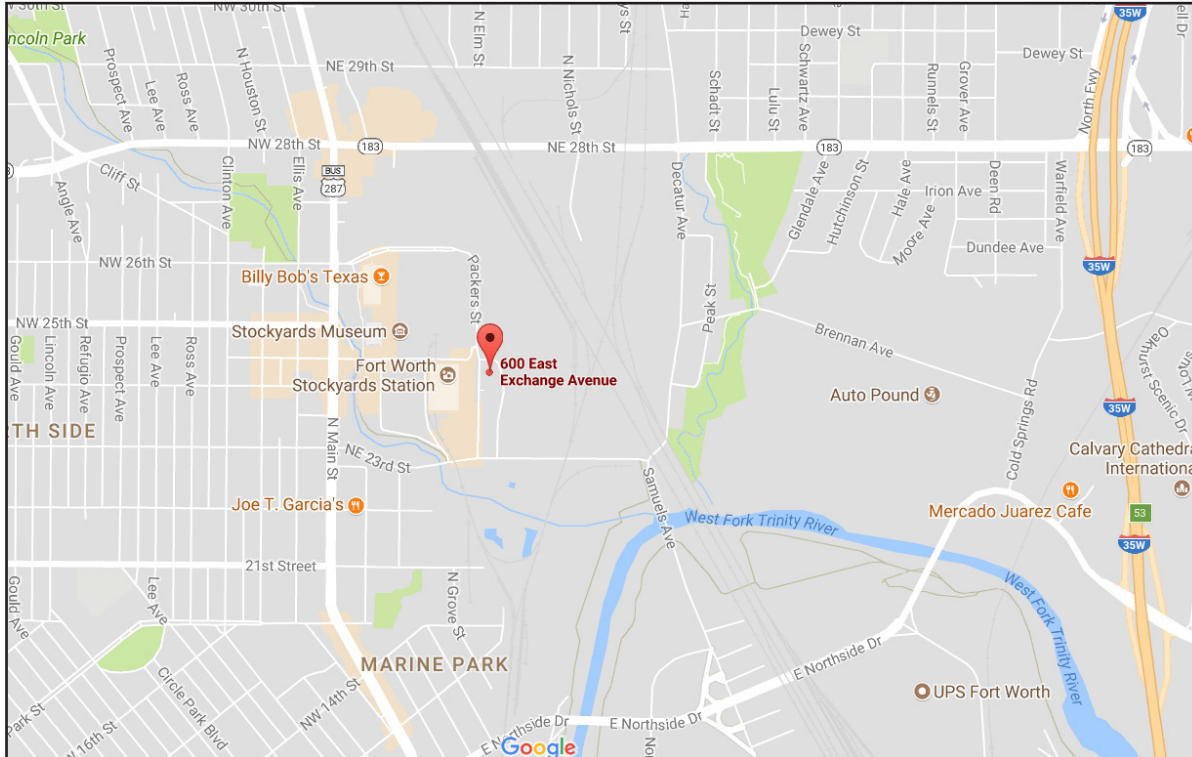 NW 30th St
NW 30th St
ncoln Park
N Elm St
ys St
Dewey St
Dewey St
35W
ell Dr
NE 29th St
Prospect Ave
Lee Ave
Ross Ave
N Houston St
N Nichols St
Schadt St
Lulu St
Schwartz Ave
Runnels St
Grover Ave
North Fwy
NW 28th St
183
NE 28th St
183
183
Cliff St
Angle Ave
Clinton Ave
Ellis Ave
BUS
287
Decatur Ave
Glendale Ave
Hutchinson St
Hale Ave
Moore Ave
Irion Ave
Deen Rd
Warfield Ave
Dundee Ave
NW 26th St
Billy Bob's Texas
Packers St
35W
Peak St
NW 25th St
Stockyards Museum
Brennan Ave
Oakhurst Scenic Dr
Gould Ave
Lincoln Ave
Refugio Ave
Prospect Ave
Lee Ave
Ross Ave
Fort Worth
Stockyards Station
600 East
Exchange Avenue
Auto Pound
35W
RTH SIDE
N Main St
NE 23rd St
Cold Springs Rd
Calvary Cathedra
Internationa
Joe T. Garcia's
Samuels Ave
West Fork Trinity River
Mercado Juarez Cafe
53
35W
21st Street
Gould Ave
Lee Ave
N Grove St
West Fork Trinity River
MARINE PARK
E Northside Dr
UPS Fort Worth
Circle Park Blvd
NW 14th St
Park St
W 16th St
E Northside Dr
E Northside Dr
Nor
Google